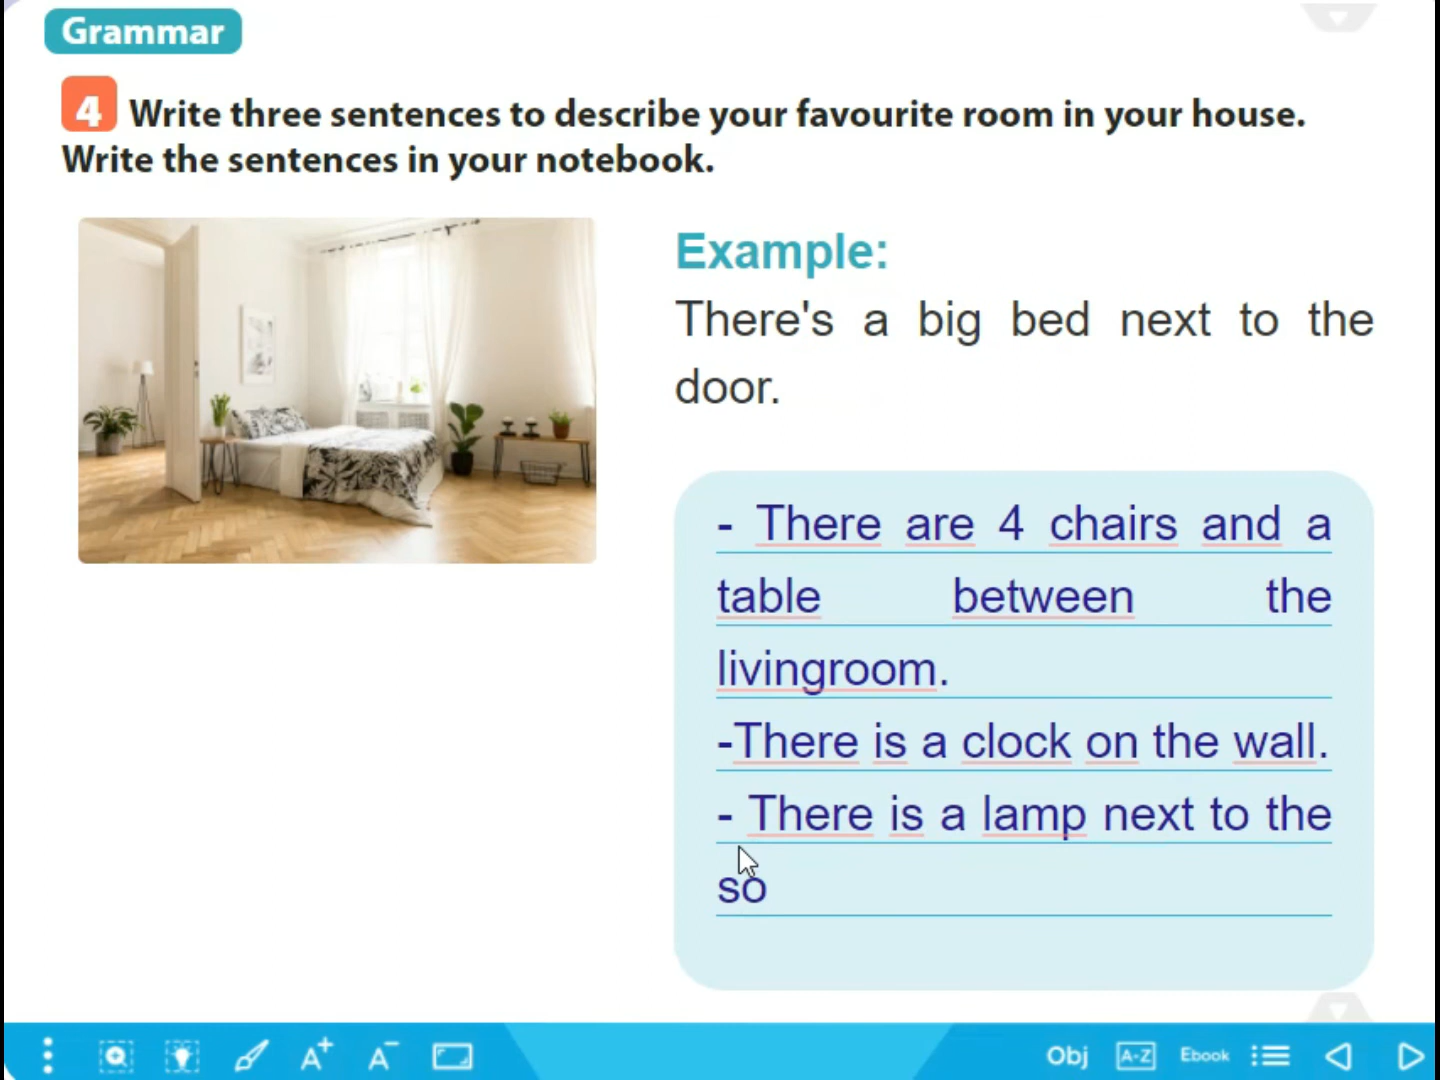 Grammar
4 Write three sentences to describe your favourite room in your house.
Write the sentences in your notebook.
Example:
There's a big bed next to the
door.
- There are 4 chairs and a
table between the
livingroom.
-There is a clock on the wall.
- There is a lamp next to the
so
A+ A- Obj A-Z Ebook